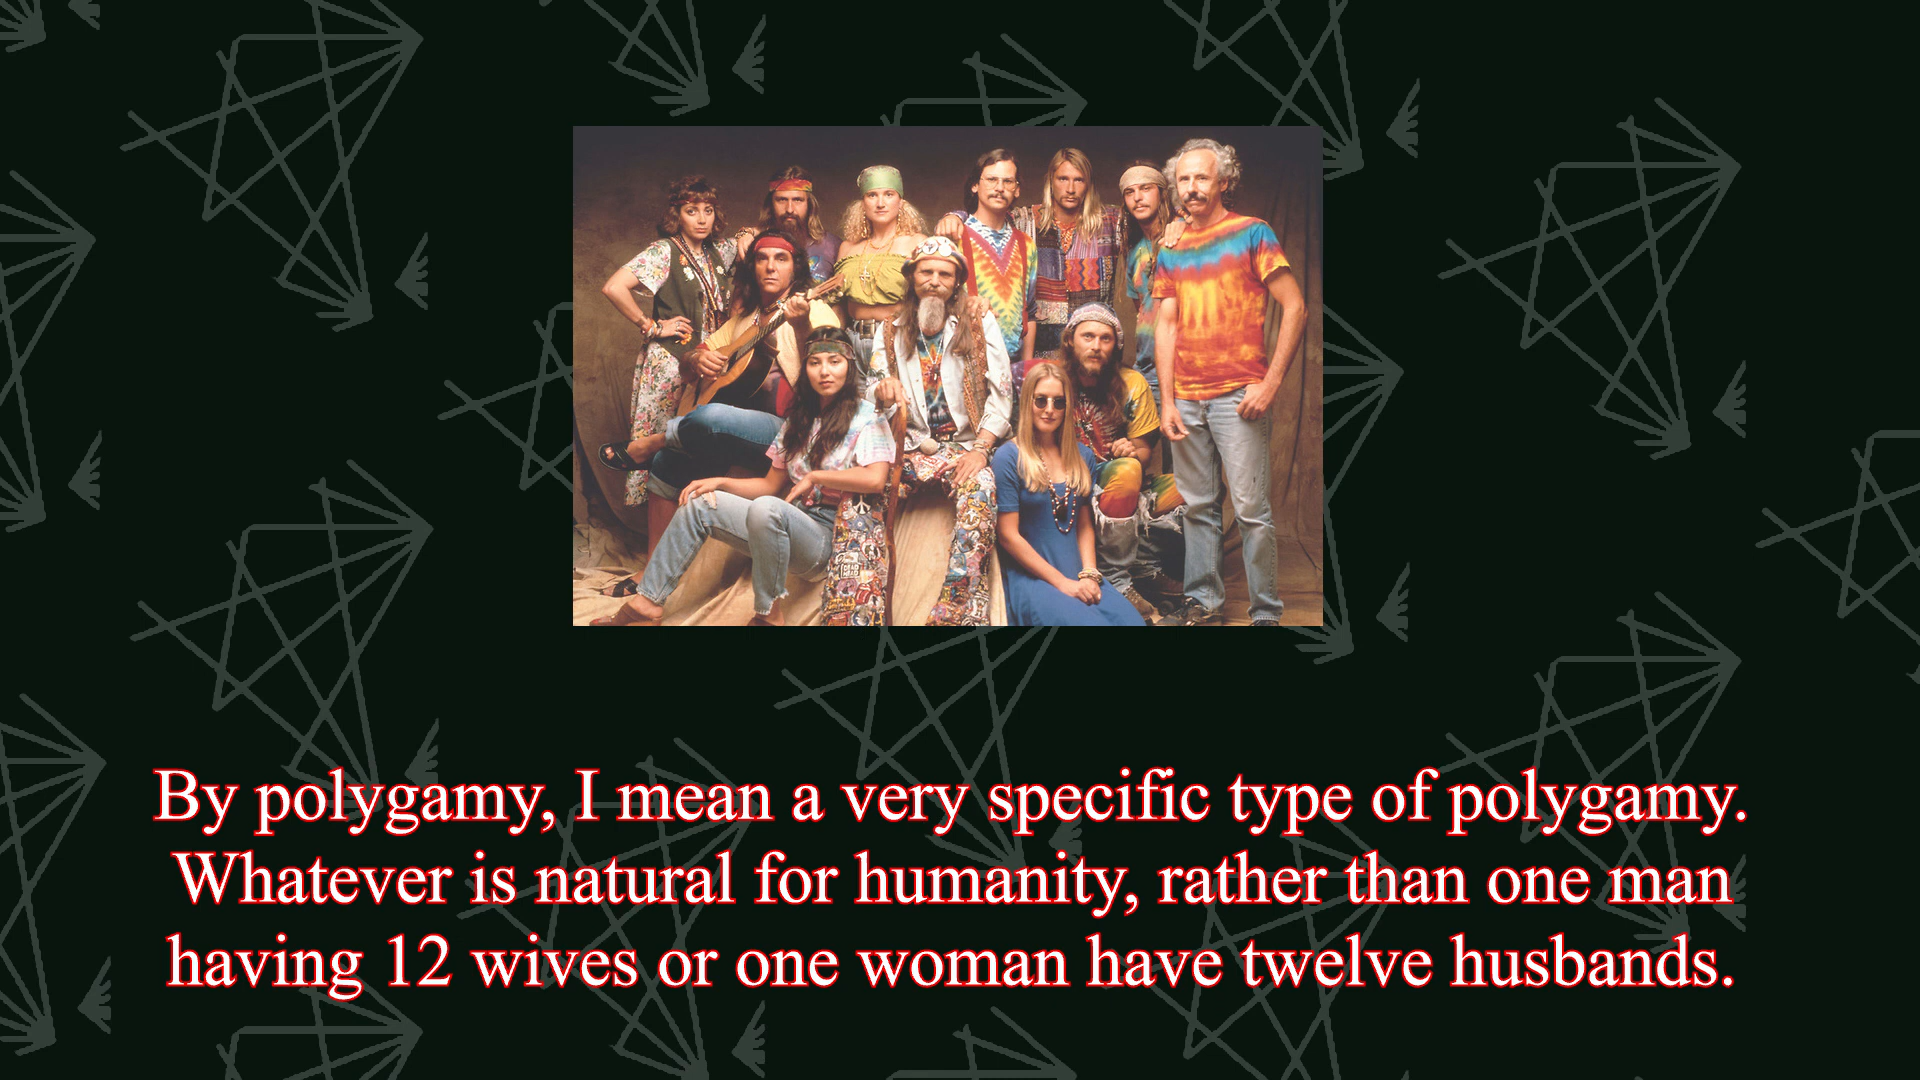 By polygamy, I mean a very specific type of polygamy.
Whatever is natural for humanity, rather than one man
having 12 wives or one woman have twelve husbands.